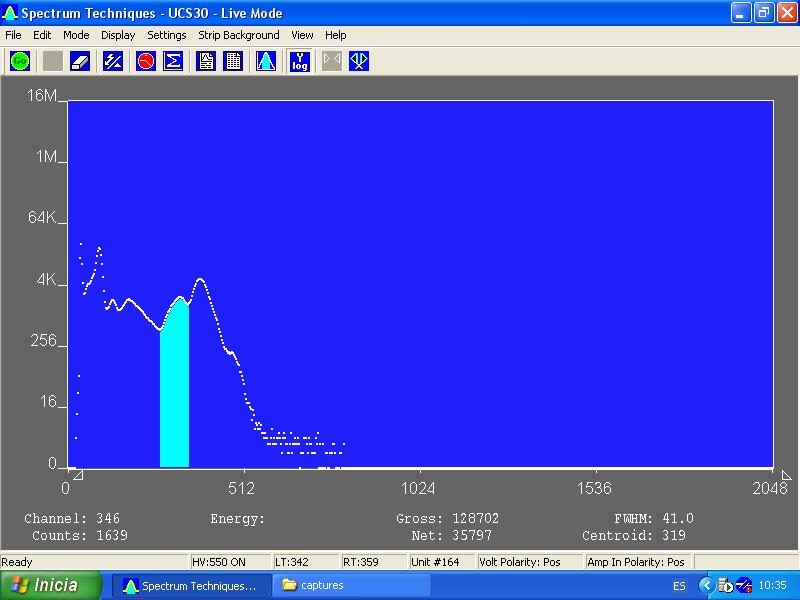 Spectrum Techniques - UCS30 - Live Mode
File Edit Mode Display Settings Strip Background View Help
Go Y log
16M
1M
64K
4K
256
16
0
0 512 1024 1536 2048
Channel: 346 Energy: Gross: 128702 FWHM: 41.0
Counts: 1639 Net: 35797 Centroid: 319
Ready HV:550 ON LT:342 RT:359 Unit #164 Volt Polarity: Pos Amp In Polarity: Pos
Inicia Spectrum Techniques... captures ES 10:35